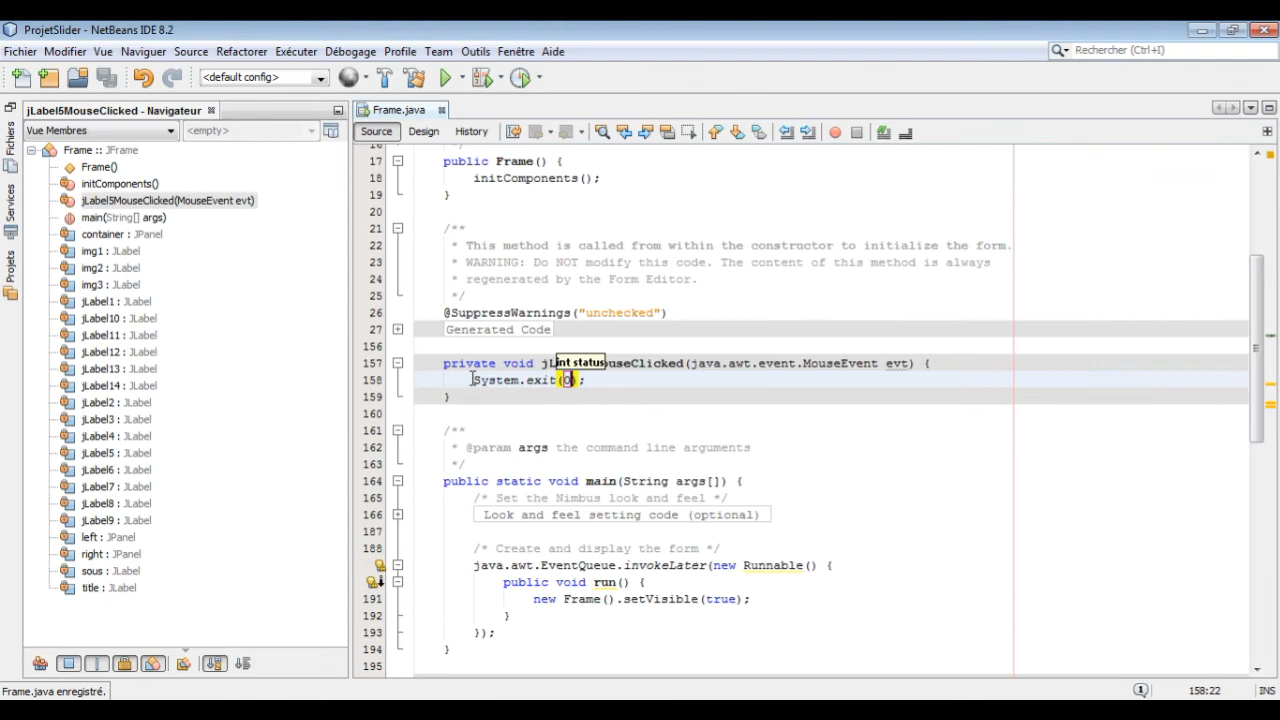 ProjetSlider - NetBeans IDE 8.2
Fichier Modifier Vue Naviguer Source Refactorer Exécuter Débogage Profile Team Outils Fenêtre Aide
Rechercher (Ctrl+I)
<default config>
jLabel5MouseClicked - Navigateur
Vue Membres
<empty>
Frame :: JFrame
Frame()
initComponents()
jLabel5MouseClicked(MouseEvent evt)
main(String[] args)
container : JPanel
img1 : JLabel
img2 : JLabel
img3 : JLabel
jLabel1 : JLabel
jLabel10 : JLabel
jLabel11 : JLabel
jLabel12 : JLabel
jLabel13 : JLabel
jLabel14 : JLabel
jLabel2 : JLabel
jLabel3 : JLabel
jLabel4 : JLabel
jLabel5 : JLabel
jLabel6 : JLabel
jLabel7 : JLabel
jLabel8 : JLabel
jLabel9 : JLabel
left : JPanel
right : JPanel
sous : JLabel
title : JLabel
Fichiers
Services
Projets
Frame.java
Source Design History
16 */
17 public Frame() {
18 initComponents();
19 }
20
21 /**
22 * This method is called from within the constructor to initialize the form.
23 * WARNING: Do NOT modify this code. The content of this method is always
24 * regenerated by the Form Editor.
25 */
26 @SuppressWarnings("unchecked")
27 Generated Code
156
int status
157 private void jL MouseClicked(java.awt.event.MouseEvent evt) {
158 System.exit(0);
159 }
160
161 /**
162 * @param args the command line arguments
163 */
164 public static void main(String args[]) {
165 /* Set the Nimbus look and feel */
166 Look and feel setting code (optional)
187
188 /* Create and display the form */
java.awt.EventQueue.invokeLater(new Runnable() {
public void run() {
191 new Frame().setVisible(true);
192 }
193 });
194 }
195
Frame.java enregistré.
1
158:22
INS